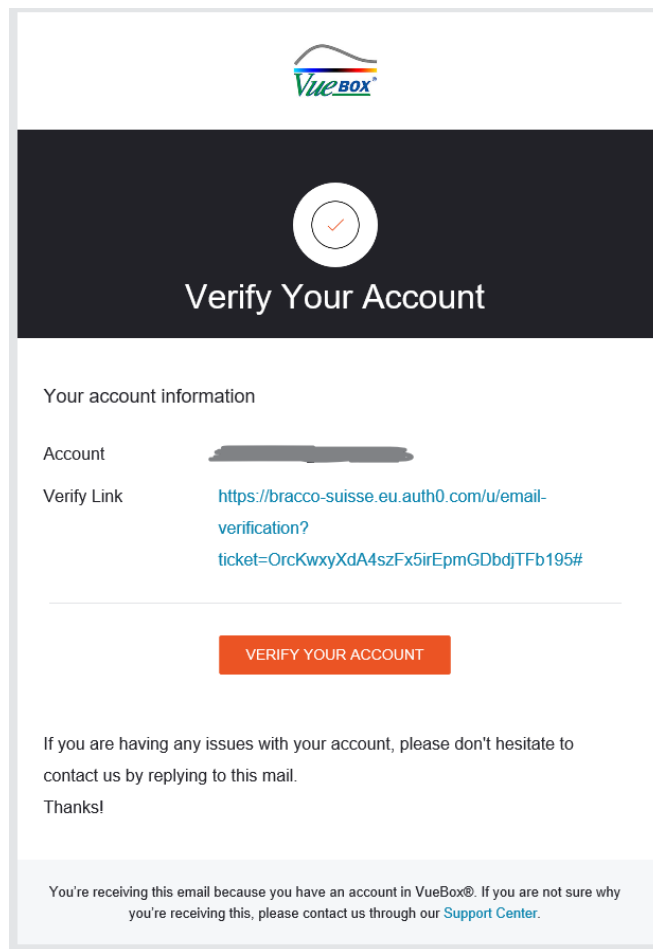 VUEBOX®
Verify Your Account
Your account information
Account
Verify Link
https://bracco-suisse.eu.auth0.com/u/email-
verification?
ticket=OrcKwxyXdA4szFx5irEpmGDbdjTFb195#
VERIFY YOUR ACCOUNT
If you are having any issues with your account, please don't hesitate to
contact us by replying to this mail.
Thanks!
You're receiving this email because you have an account in VueBox®. If you are not sure why
you're receiving this, please contact us through our Support Center.